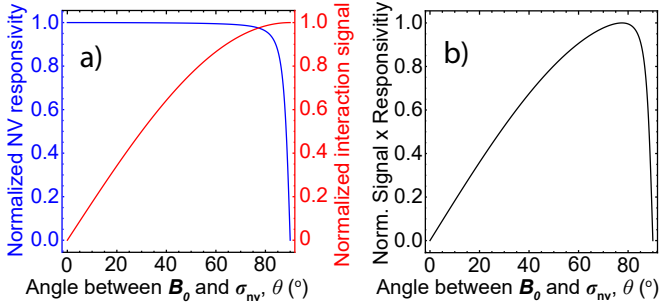 a)
Normalized NV responsivity
1.0
0.8
0.6
0.4
0.2
0.0
Normalized interaction signal
1.0
0.8
0.6
0.4
0.2
0
0 20 40 60 80
Angle between B₀ and σₙᵥ, θ (°)
b)
Norm. Signal x Responsivity
1.0
0.8
0.6
0.4
0.2
0.0
0 20 40 60 80
Angle between B₀ and σₙᵥ, θ (°)